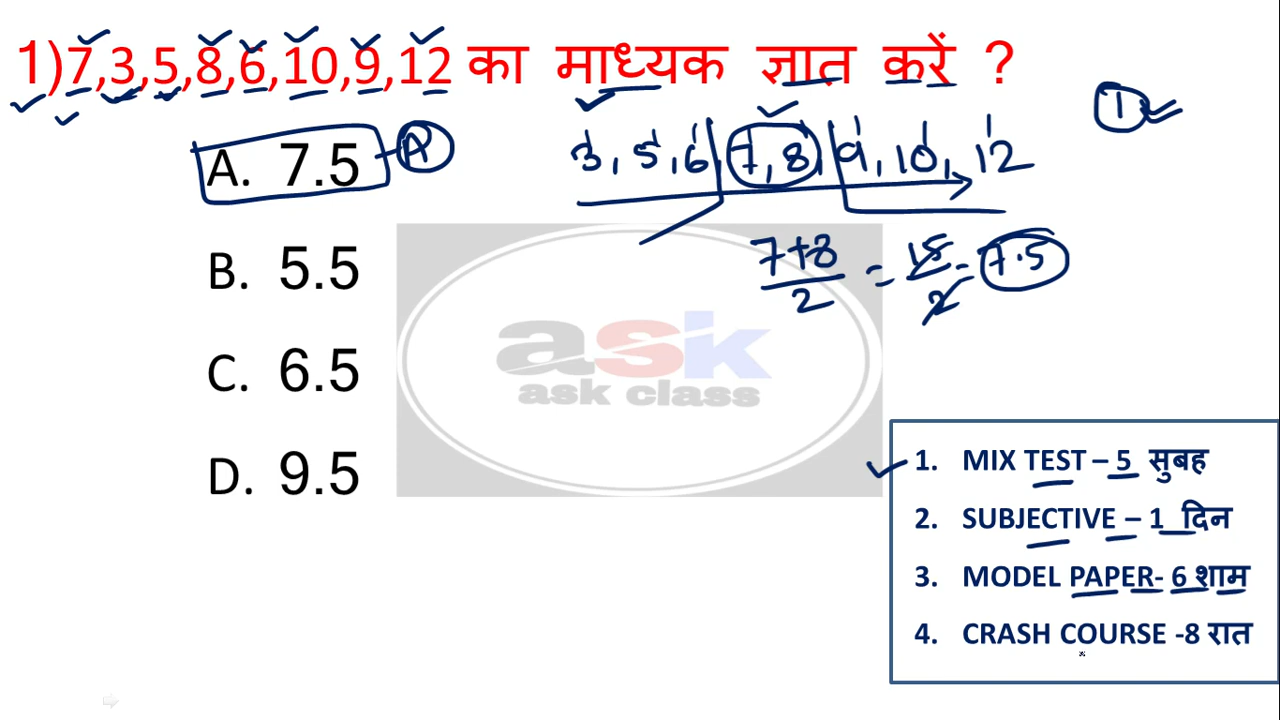 1)7,3,5,8,6,10,9,12 का माध्यक ज्ञात करें ?
1
A. 7.5 A
3, 5, 6, 7, 8, 9, 10, 12
7+8/2 = 15/2 = 7.5
B. 5.5
C. 6.5
D. 9.5
ask
ask class
1. MIX TEST – 5 सुबह
2. SUBJECTIVE – 1 दिन
3. MODEL PAPER- 6 शाम
4. CRASH COURSE -8 रात